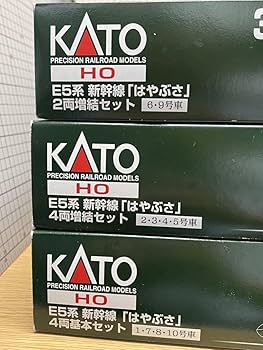 3
KATO
PRECISION RAILROAD MODELS
HO
E5系 新幹線「はやぶさ」
2両増結セット 6・9号車
KATO
PRECISION RAILROAD MODELS
HO
E5系 新幹線「はやぶさ」
4両増結セット 2・3・4・5号車
KATO
PRECISION RAILROAD MODELS
HO
E5系 新幹線「はやぶさ」
4両基本セット 1・7・8・10号車